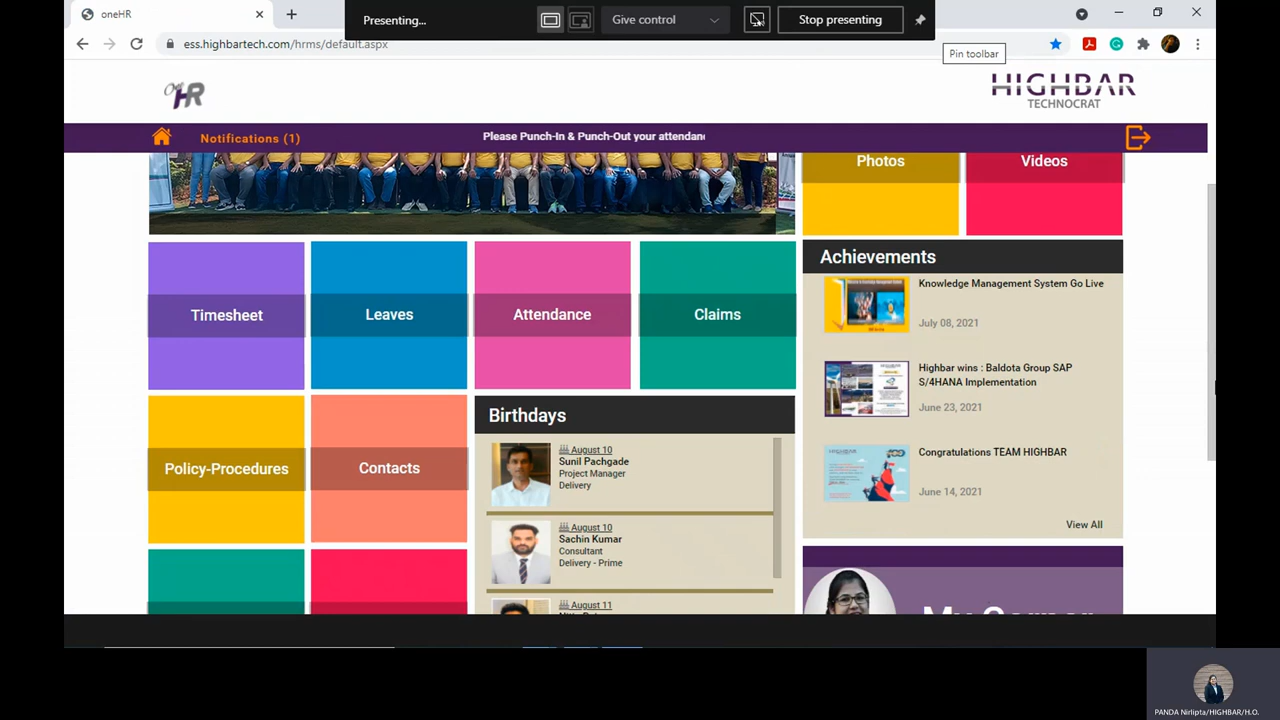 oneHR
Presenting...
Give control
Stop presenting
ess.highbartech.com/hrms/default.aspx
Pin toolbar
One HR
HIGHBAR
TECHNOCRAT
Notifications (1)
Please Punch-In & Punch-Out your attendan
Photos
Videos
Timesheet
Leaves
Attendance
Claims
Achievements
Knowledge Management System Go Live
July 08, 2021
Highbar wins : Baldota Group SAP
S/4HANA Implementation
June 23, 2021
Congratulations TEAM HIGHBAR
June 14, 2021
View All
Policy-Procedures
Contacts
Birthdays
August 10
Sunil Pachgade
Project Manager
Delivery
August 10
Sachin Kumar
Consultant
Delivery - Prime
August 11
My Corner
PANDA Nirlipta/HIGHBAR/H.O.